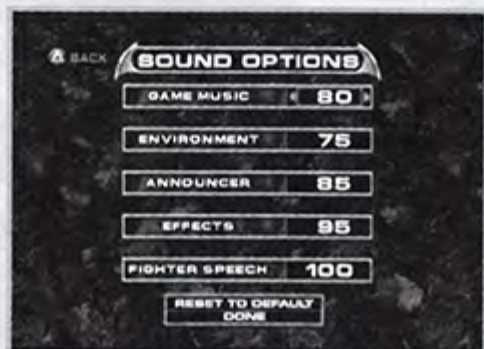 BACK
SOUND OPTIONS
GAME MUSIC 80
ENVIRONMENT 75
ANNOUNCER 85
EFFECTS 95
FIGHTER SPEECH 100
RESET TO DEFAULT
DONE